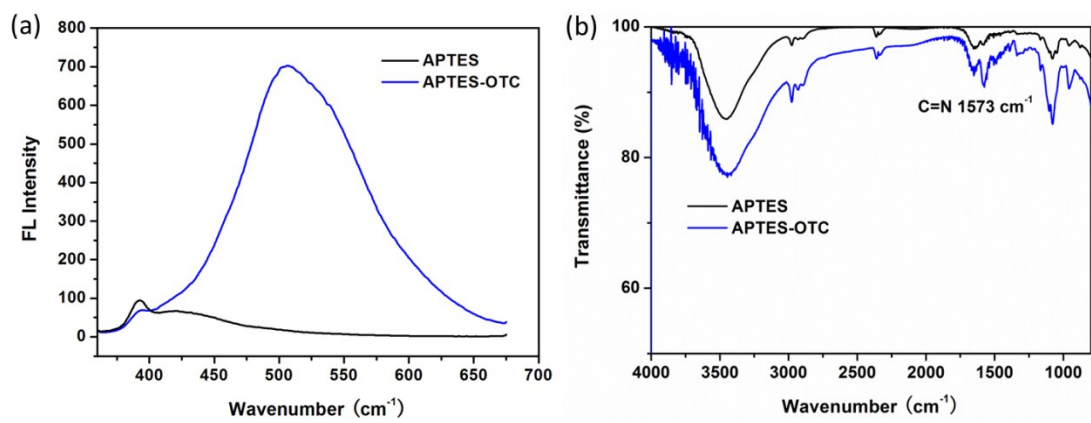 (a)
800
700
600
500
400
300
200
100
0
FL Intensity
APTES
APTES-OTC
400 450 500 550 600 650 700
Wavenumber (cm⁻¹)
(b)
100
80
60
Transmittance (%)
C=N 1573 cm⁻¹
APTES
APTES-OTC
4000 3500 3000 2500 2000 1500 1000
Wavenumber (cm⁻¹)